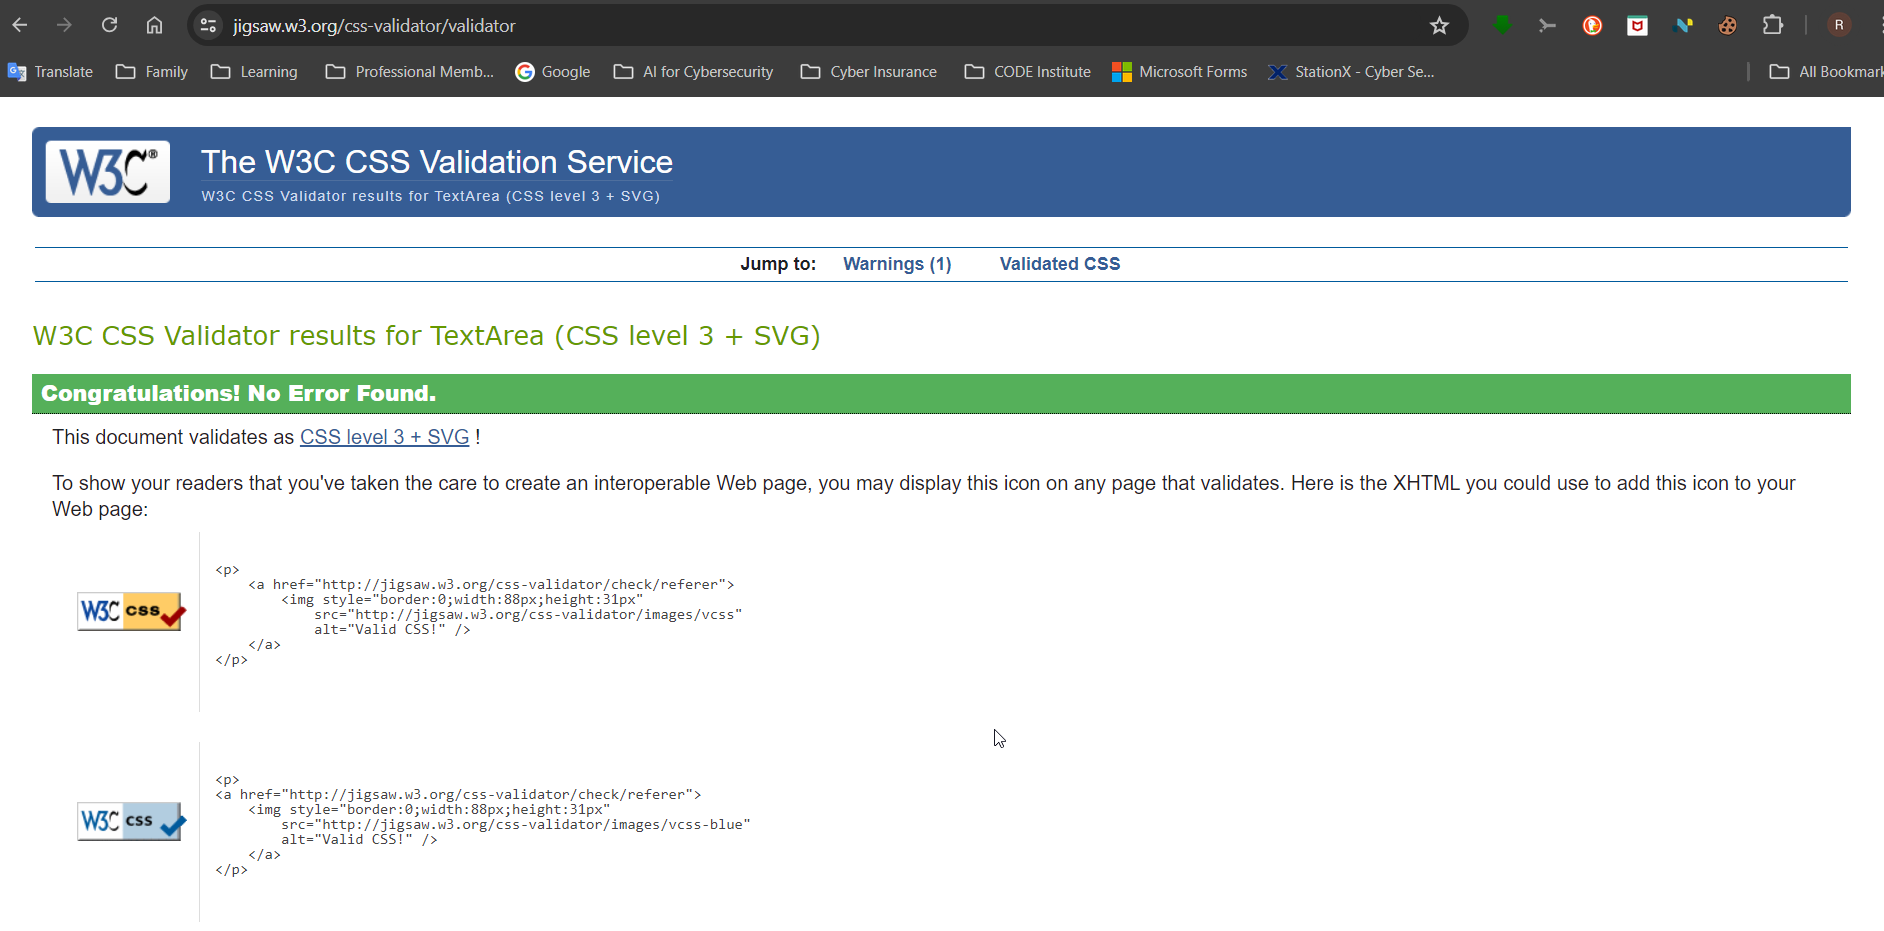 jigsaw.w3.org/css-validator/validator
R
Translate Family Learning Professional Memb... Google AI for Cybersecurity Cyber Insurance CODE Institute Microsoft Forms StationX - Cyber Se... All Bookmark
W3C® The W3C CSS Validation Service
W3C CSS Validator results for TextArea (CSS level 3 + SVG)
Jump to: Warnings (1) Validated CSS
W3C CSS Validator results for TextArea (CSS level 3 + SVG)
Congratulations! No Error Found.
This document validates as CSS level 3 + SVG !
To show your readers that you've taken the care to create an interoperable Web page, you may display this icon on any page that validates. Here is the XHTML you could use to add this icon to your
Web page:
<p>
<a href="http://jigsaw.w3.org/css-validator/check/referer">
<img style="border:0;width:88px;height:31px"
W3C css
src="http://jigsaw.w3.org/css-validator/images/vcss"
alt="Valid CSS!" />
</a>
</p>
<p>
<a href="http://jigsaw.w3.org/css-validator/check/referer">
<img style="border:0;width:88px;height:31px"
W3C css
src="http://jigsaw.w3.org/css-validator/images/vcss-blue"
alt="Valid CSS!" />
</a>
</p>